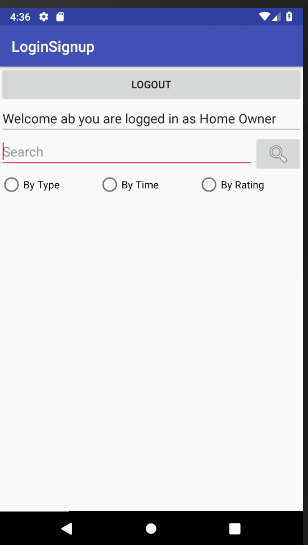 4:36
LoginSignup
LOGOUT
Welcome ab you are logged in as Home Owner
Search
By Type By Time By Rating